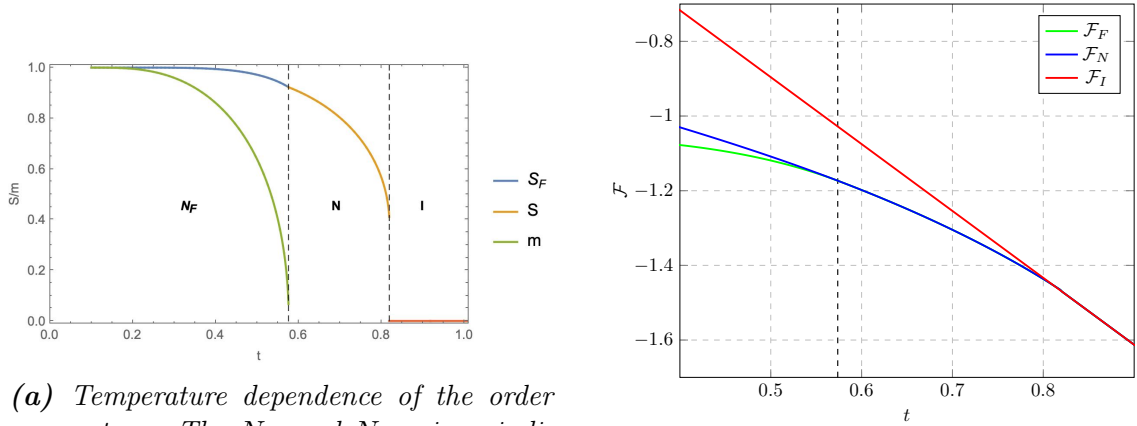 1.0
0.8
0.6
0.4
0.2
0.0
S/m
0.0 0.2 0.4 0.6 0.8 1.0
t
N_F N I
S_F
S
m
(a) Temperature dependence of the order
−0.8
−1
−1.2
−1.4
−1.6
ℱ
0.5 0.6 0.7 0.8
t
ℱ_F
ℱ_N
ℱ_I